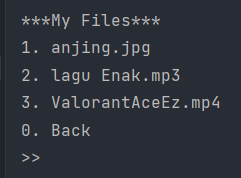 ***My Files***
1. anjing.jpg
2. lagu Enak.mp3
3. ValorantAceEz.mp4
0. Back
>>